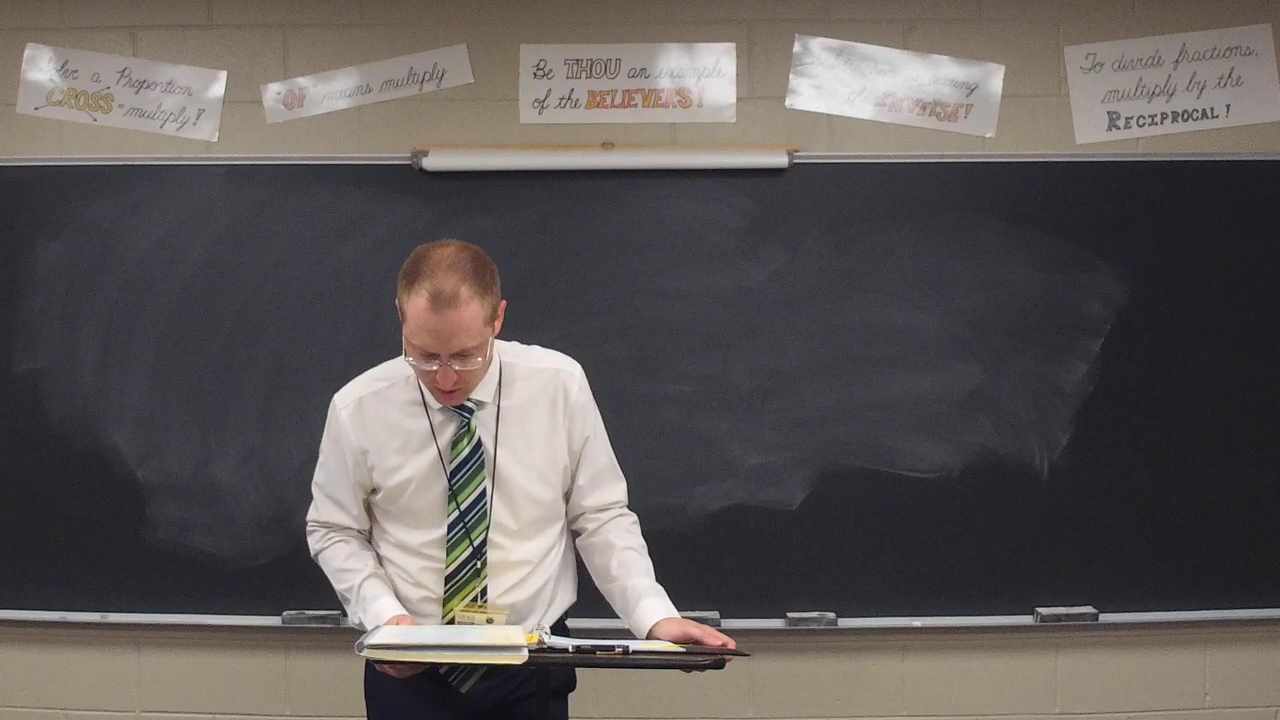 Solve a Proportion
CROSS-multiply!
"OF" means multiply
Be THOU an example
of the BELIEVERS!
INVERSE!
To divide fractions,
multiply by the
RECIPROCAL!